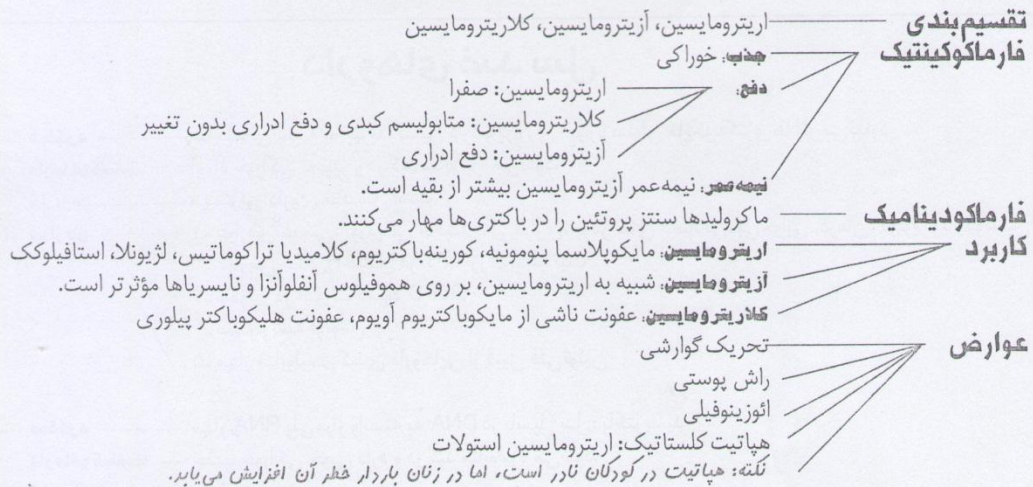 تقسیم‌بندی اریترومایسین، آزیترومایسین، کلاریترومایسین
فارماکوکینتیک جذب: خوراکی
دفع: اریترومایسین: صفرا
کلاریترومایسین: متابولیسم کبدی و دفع ادراری بدون تغییر
آزیترومایسین: دفع ادراری
نیمه‌عمر: نیمه‌عمر آزیترومایسین بیشتر از بقیه است.
فارماکودینامیک ماکرولیدها سنتز پروتئین را در باکتری‌ها مهار می‌کنند.
کاربرد اریترومایسین: مایکوپلاسما پنومونیه، کورینه‌باکتریوم، کلامیدیا تراکوماتیس، لژیونلا، استافیلوکک
آزیترومایسین: شبیه به اریترومایسین، بر روی هموفیلوس آنفلوآنزا و نایسریاها مؤثرتر است.
کلاریترومایسین: عفونت ناشی از مایکوباکتریوم آویوم، عفونت هلیکوباکتر پیلوری
عوارض تحریک گوارشی
راش پوستی
ائوزینوفیلی
هپاتیت کلستاتیک: اریترومایسین استولات
نکته: هپاتیت در کودکان نادر است، اما در زنان باردار خطر آن افزایش می‌یابد.